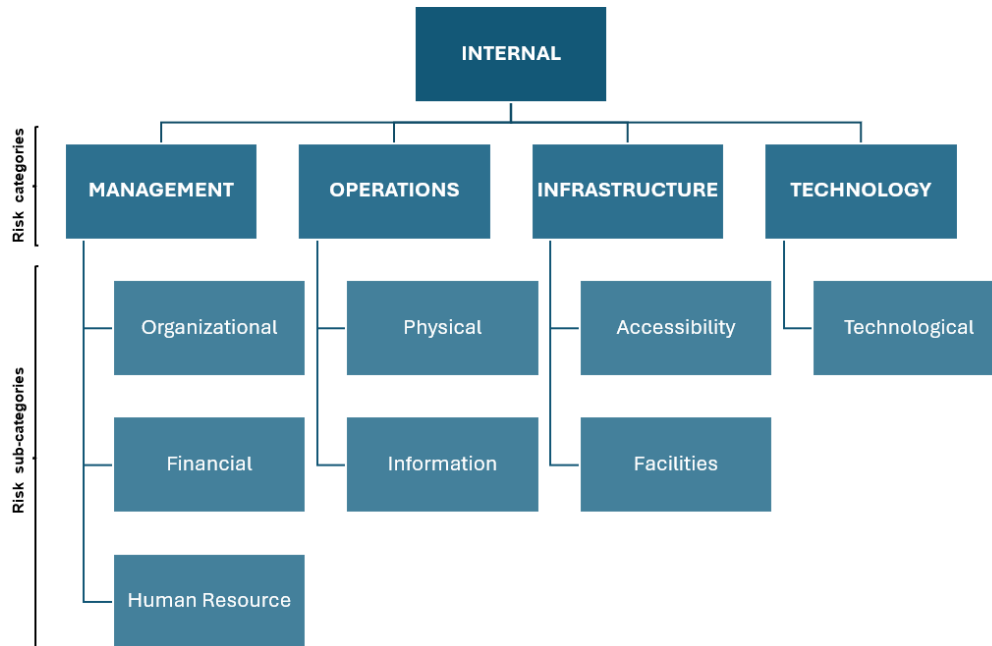 INTERNAL
Risk categories
MANAGEMENT
OPERATIONS
INFRASTRUCTURE
TECHNOLOGY
Risk sub-categories
Organizational
Physical
Accessibility
Technological
Financial
Information
Facilities
Human Resource